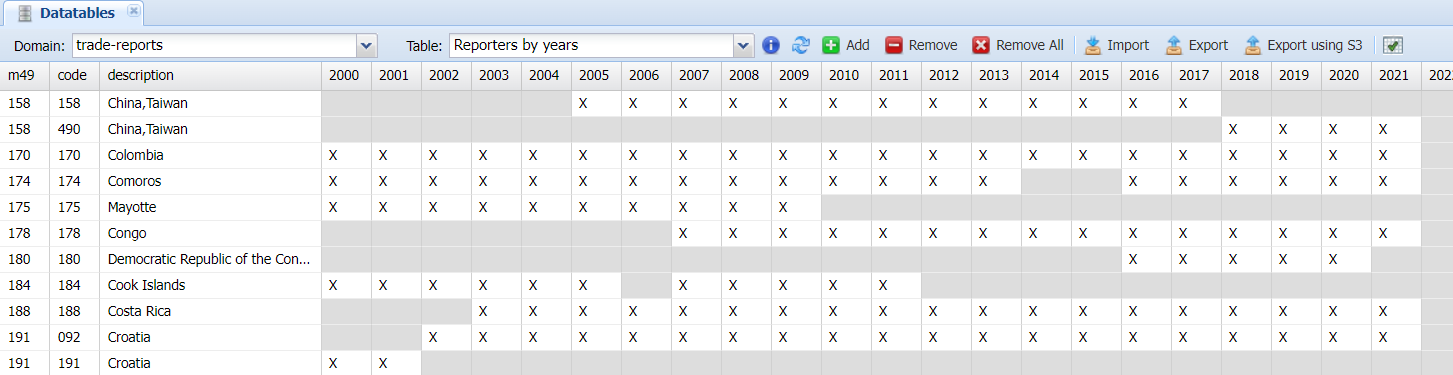 Datatables
Domain: trade-reports Table: Reporters by years Add Remove Remove All Import Export Export using S3
m49 code description 2000 2001 2002 2003 2004 2005 2006 2007 2008 2009 2010 2011 2012 2013 2014 2015 2016 2017 2018 2019 2020 2021
158 158 China,Taiwan X X X X X X X X X X X X X
158 490 China,Taiwan X X X X
170 170 Colombia X X X X X X X X X X X X X X X X X X X X X X
174 174 Comoros X X X X X X X X X X X X X X X X X X X X
175 175 Mayotte X X X X X X X X X X
178 178 Congo X X X X X X X X X X X X X X X
180 180 Democratic Republic of the Con... X X X X X
184 184 Cook Islands X X X X X X X X X X X
188 188 Costa Rica X X X X X X X X X X X X X X X X X X X
191 092 Croatia X X X X X X X X X X X X X X X X X X X X
191 191 Croatia X X